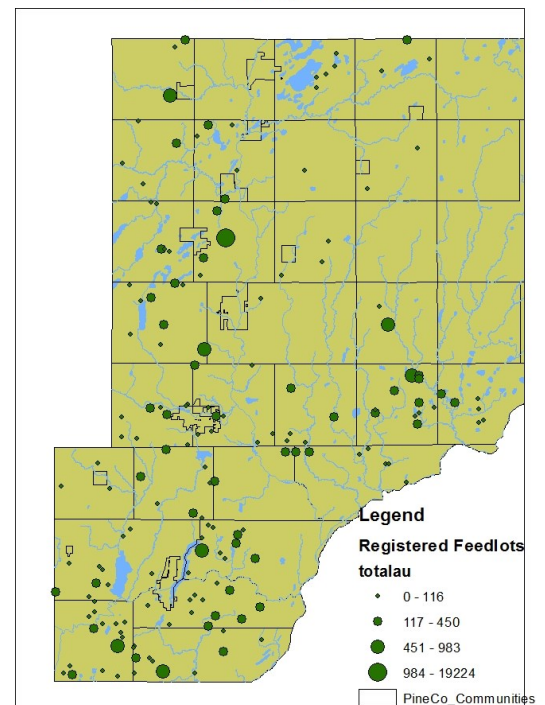 Legend
Registered Feedlots
totalau
0 - 116
117 - 450
451 - 983
984 - 19224
PineCo_Communities